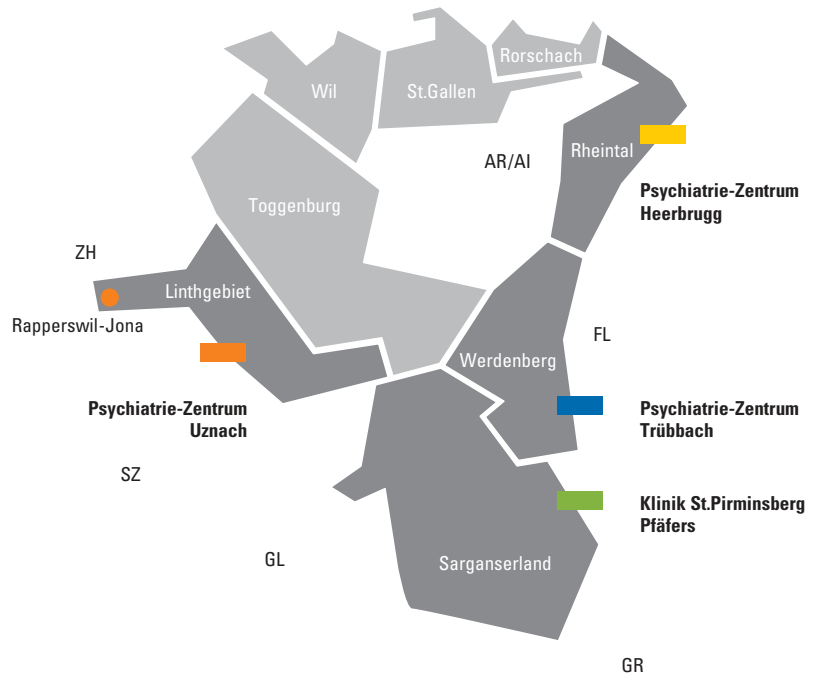 Rorschach
Wil
St.Gallen
Rheintal
AR/AI
Psychiatrie-Zentrum
Heerbrugg
Toggenburg
ZH
Linthgebiet
Rapperswil-Jona
FL
Werdenberg
Psychiatrie-Zentrum
Uznach
Psychiatrie-Zentrum
Trübbach
SZ
Klinik St.Pirminsberg
Pfäfers
GL
Sarganserland
GR